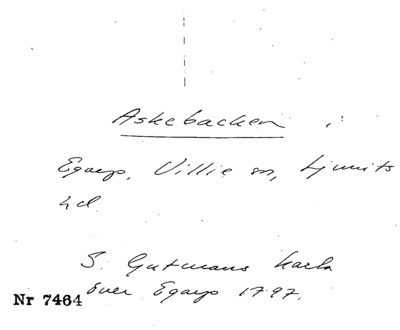 Askebacken
Egarp, Villie sn, Ljunits
hd.
S. Gutmans karta
Nr 7464 över Egarp 1797.